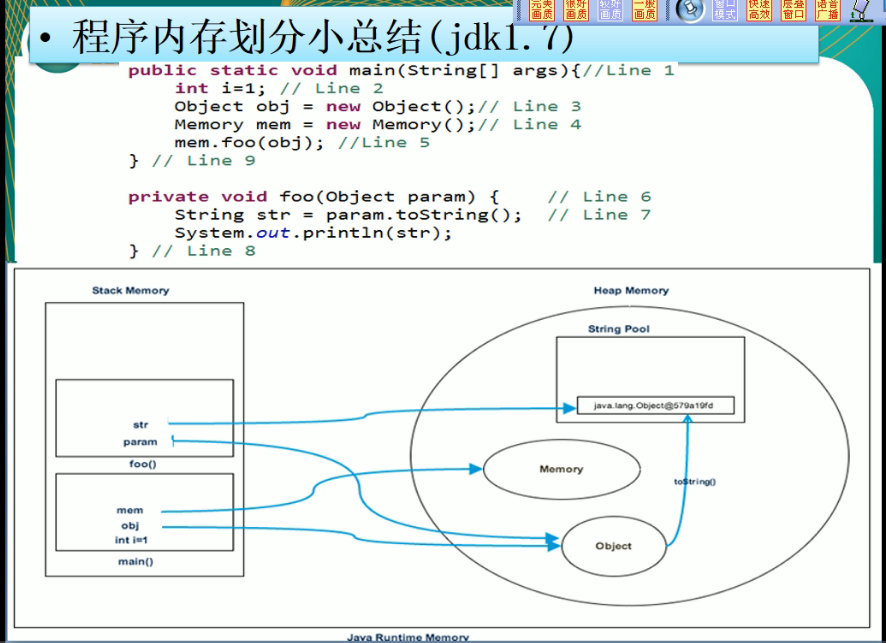 完美 很好 较好 一般 窗口 快速 层叠 语音
画质 画质 画质 画质 模式 高效 窗口 广播
• 程序内存划分小总结(jdk1.7)
public static void main(String[] args){//Line 1
int i=1; // Line 2
Object obj = new Object();// Line 3
Memory mem = new Memory();// Line 4
mem.foo(obj); //Line 5
} // Line 9
private void foo(Object param) { // Line 6
String str = param.toString(); // Line 7
System.out.println(str);
} // Line 8
Stack Memory
Heap Memory
String Pool
java.lang.Object@579a19fd
str
param
foo()
Memory
toString()
mem
obj
int i=1
main()
Object
Java Runtime Memory